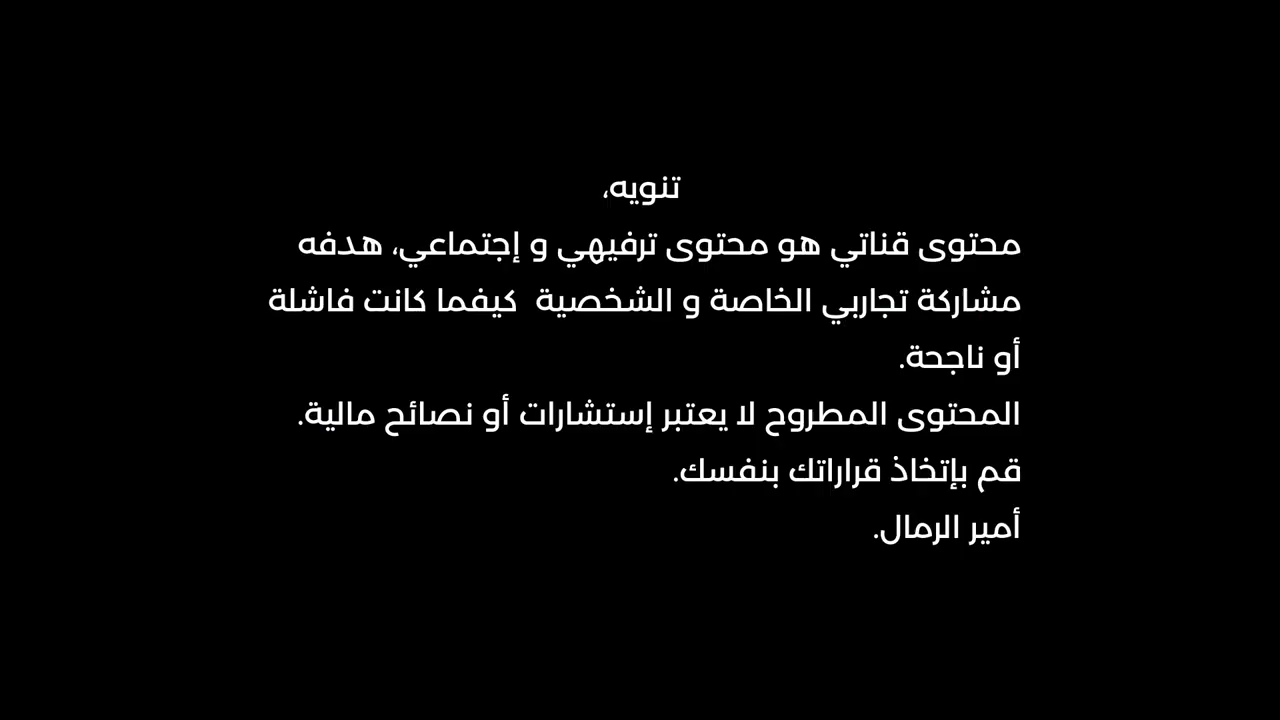 تنويه،
محتوى قناتي هو محتوى ترفيهي و إجتماعي، هدفه
مشاركة تجاربي الخاصة و الشخصية كيفما كانت فاشلة
أو ناجحة.
المحتوى المطروح لا يعتبر إستشارات أو نصائح مالية.
قم بإتخاذ قراراتك بنفسك.
أمير الرمال.